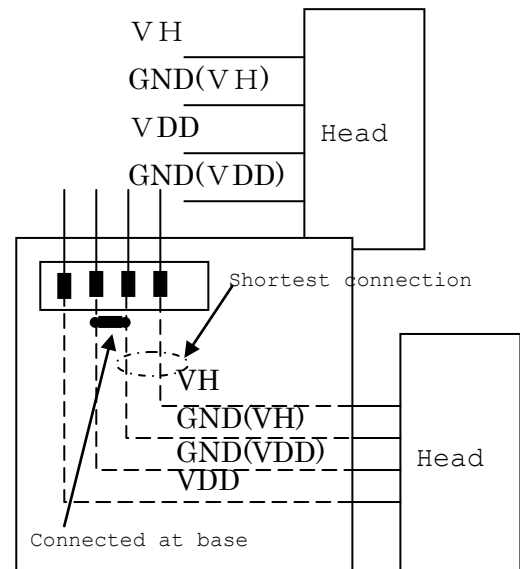 ＶＨ
GND(ＶＨ)
ＶDD
Head
GND(ＶDD)
Shortest connection
VH
GND(VH)
GND(VDD)
Head
VDD
Connected at base